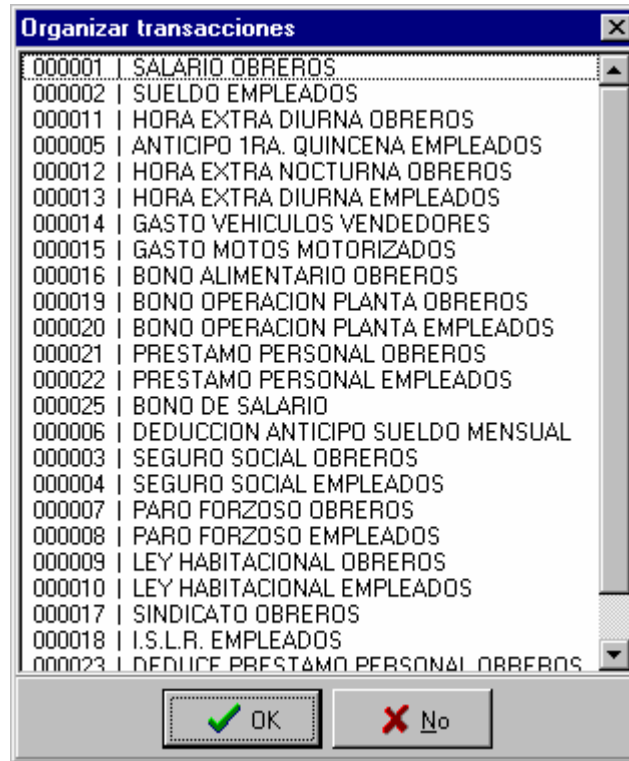 Organizar transacciones
000001 | SALARIO OBREROS
000002 | SUELDO EMPLEADOS
000011 | HORA EXTRA DIURNA OBREROS
000005 | ANTICIPO 1RA. QUINCENA EMPLEADOS
000012 | HORA EXTRA NOCTURNA OBREROS
000013 | HORA EXTRA DIURNA EMPLEADOS
000014 | GASTO VEHICULOS VENDEDORES
000015 | GASTO MOTOS MOTORIZADOS
000016 | BONO ALIMENTARIO OBREROS
000019 | BONO OPERACION PLANTA OBREROS
000020 | BONO OPERACION PLANTA EMPLEADOS
000021 | PRESTAMO PERSONAL OBREROS
000022 | PRESTAMO PERSONAL EMPLEADOS
000025 | BONO DE SALARIO
000006 | DEDUCCION ANTICIPO SUELDO MENSUAL
000003 | SEGURO SOCIAL OBREROS
000004 | SEGURO SOCIAL EMPLEADOS
000007 | PARO FORZOSO OBREROS
000008 | PARO FORZOSO EMPLEADOS
000009 | LEY HABITACIONAL OBREROS
000010 | LEY HABITACIONAL EMPLEADOS
000017 | SINDICATO OBREROS
000018 | I.S.L.R. EMPLEADOS
000023 | DEDUCE PRESTAMO PERSONAL OBREROS
OK No